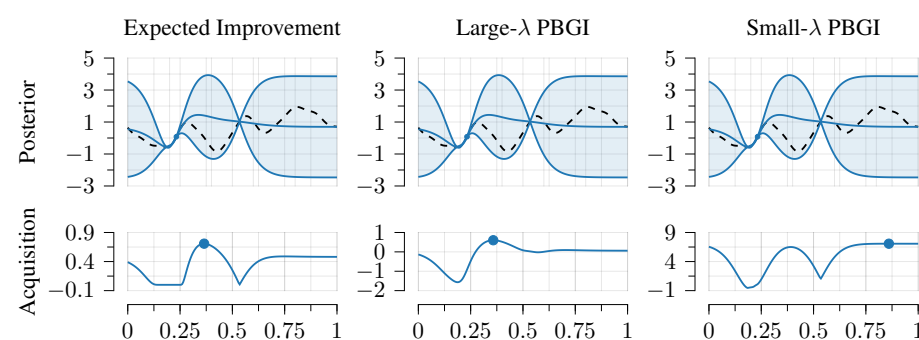 Expected Improvement Large-λ PBGI Small-λ PBGI
Posterior
5 5 5
3 3 3
1 1 1
−1 −1 −1
−3 −3 −3
Acquisition
0.9 1 9
0.4 0 4
−0.1 −1 −1
−2
0 0.25 0.5 0.75 1 0 0.25 0.5 0.75 1 0 0.25 0.5 0.75 1